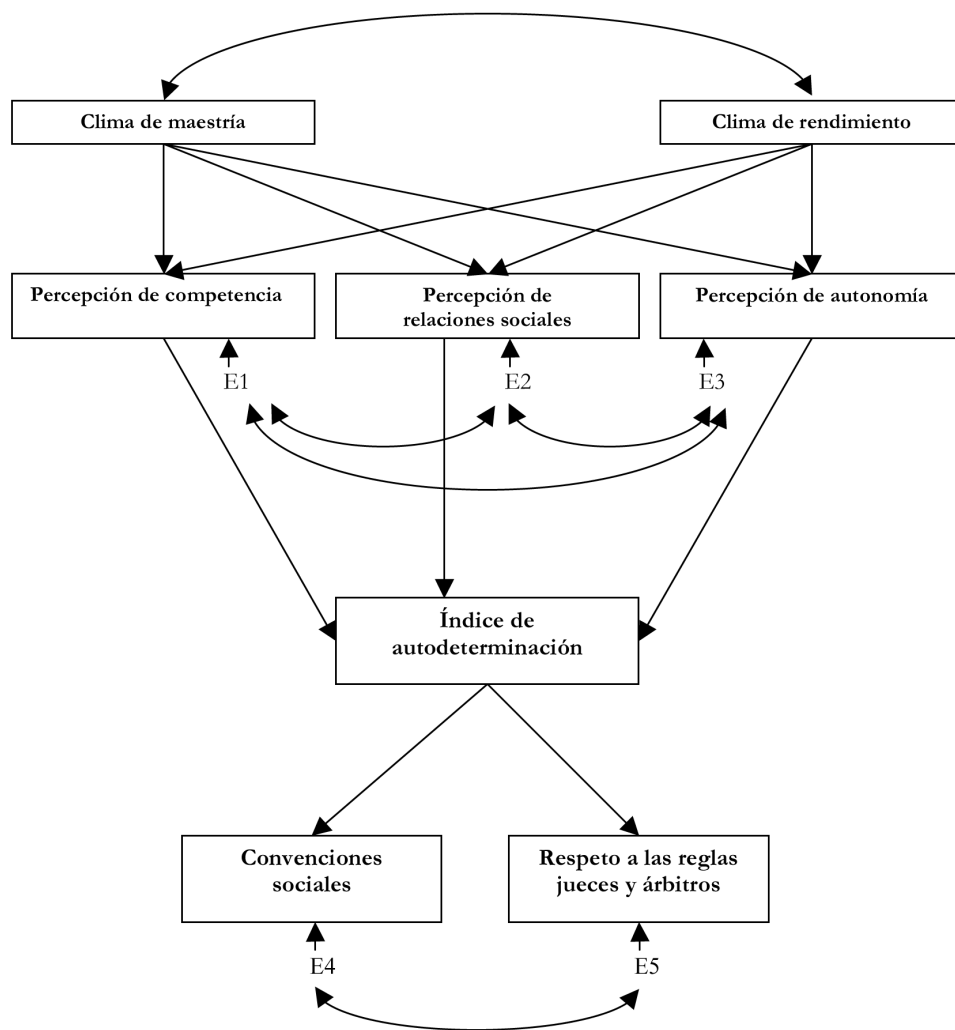 Clima de maestría
Clima de rendimiento
Percepción de competencia
Percepción de
relaciones sociales
Percepción de autonomía
E1
E2
E3
Índice de
autodeterminación
Convenciones
sociales
Respeto a las reglas
jueces y árbitros
E4
E5